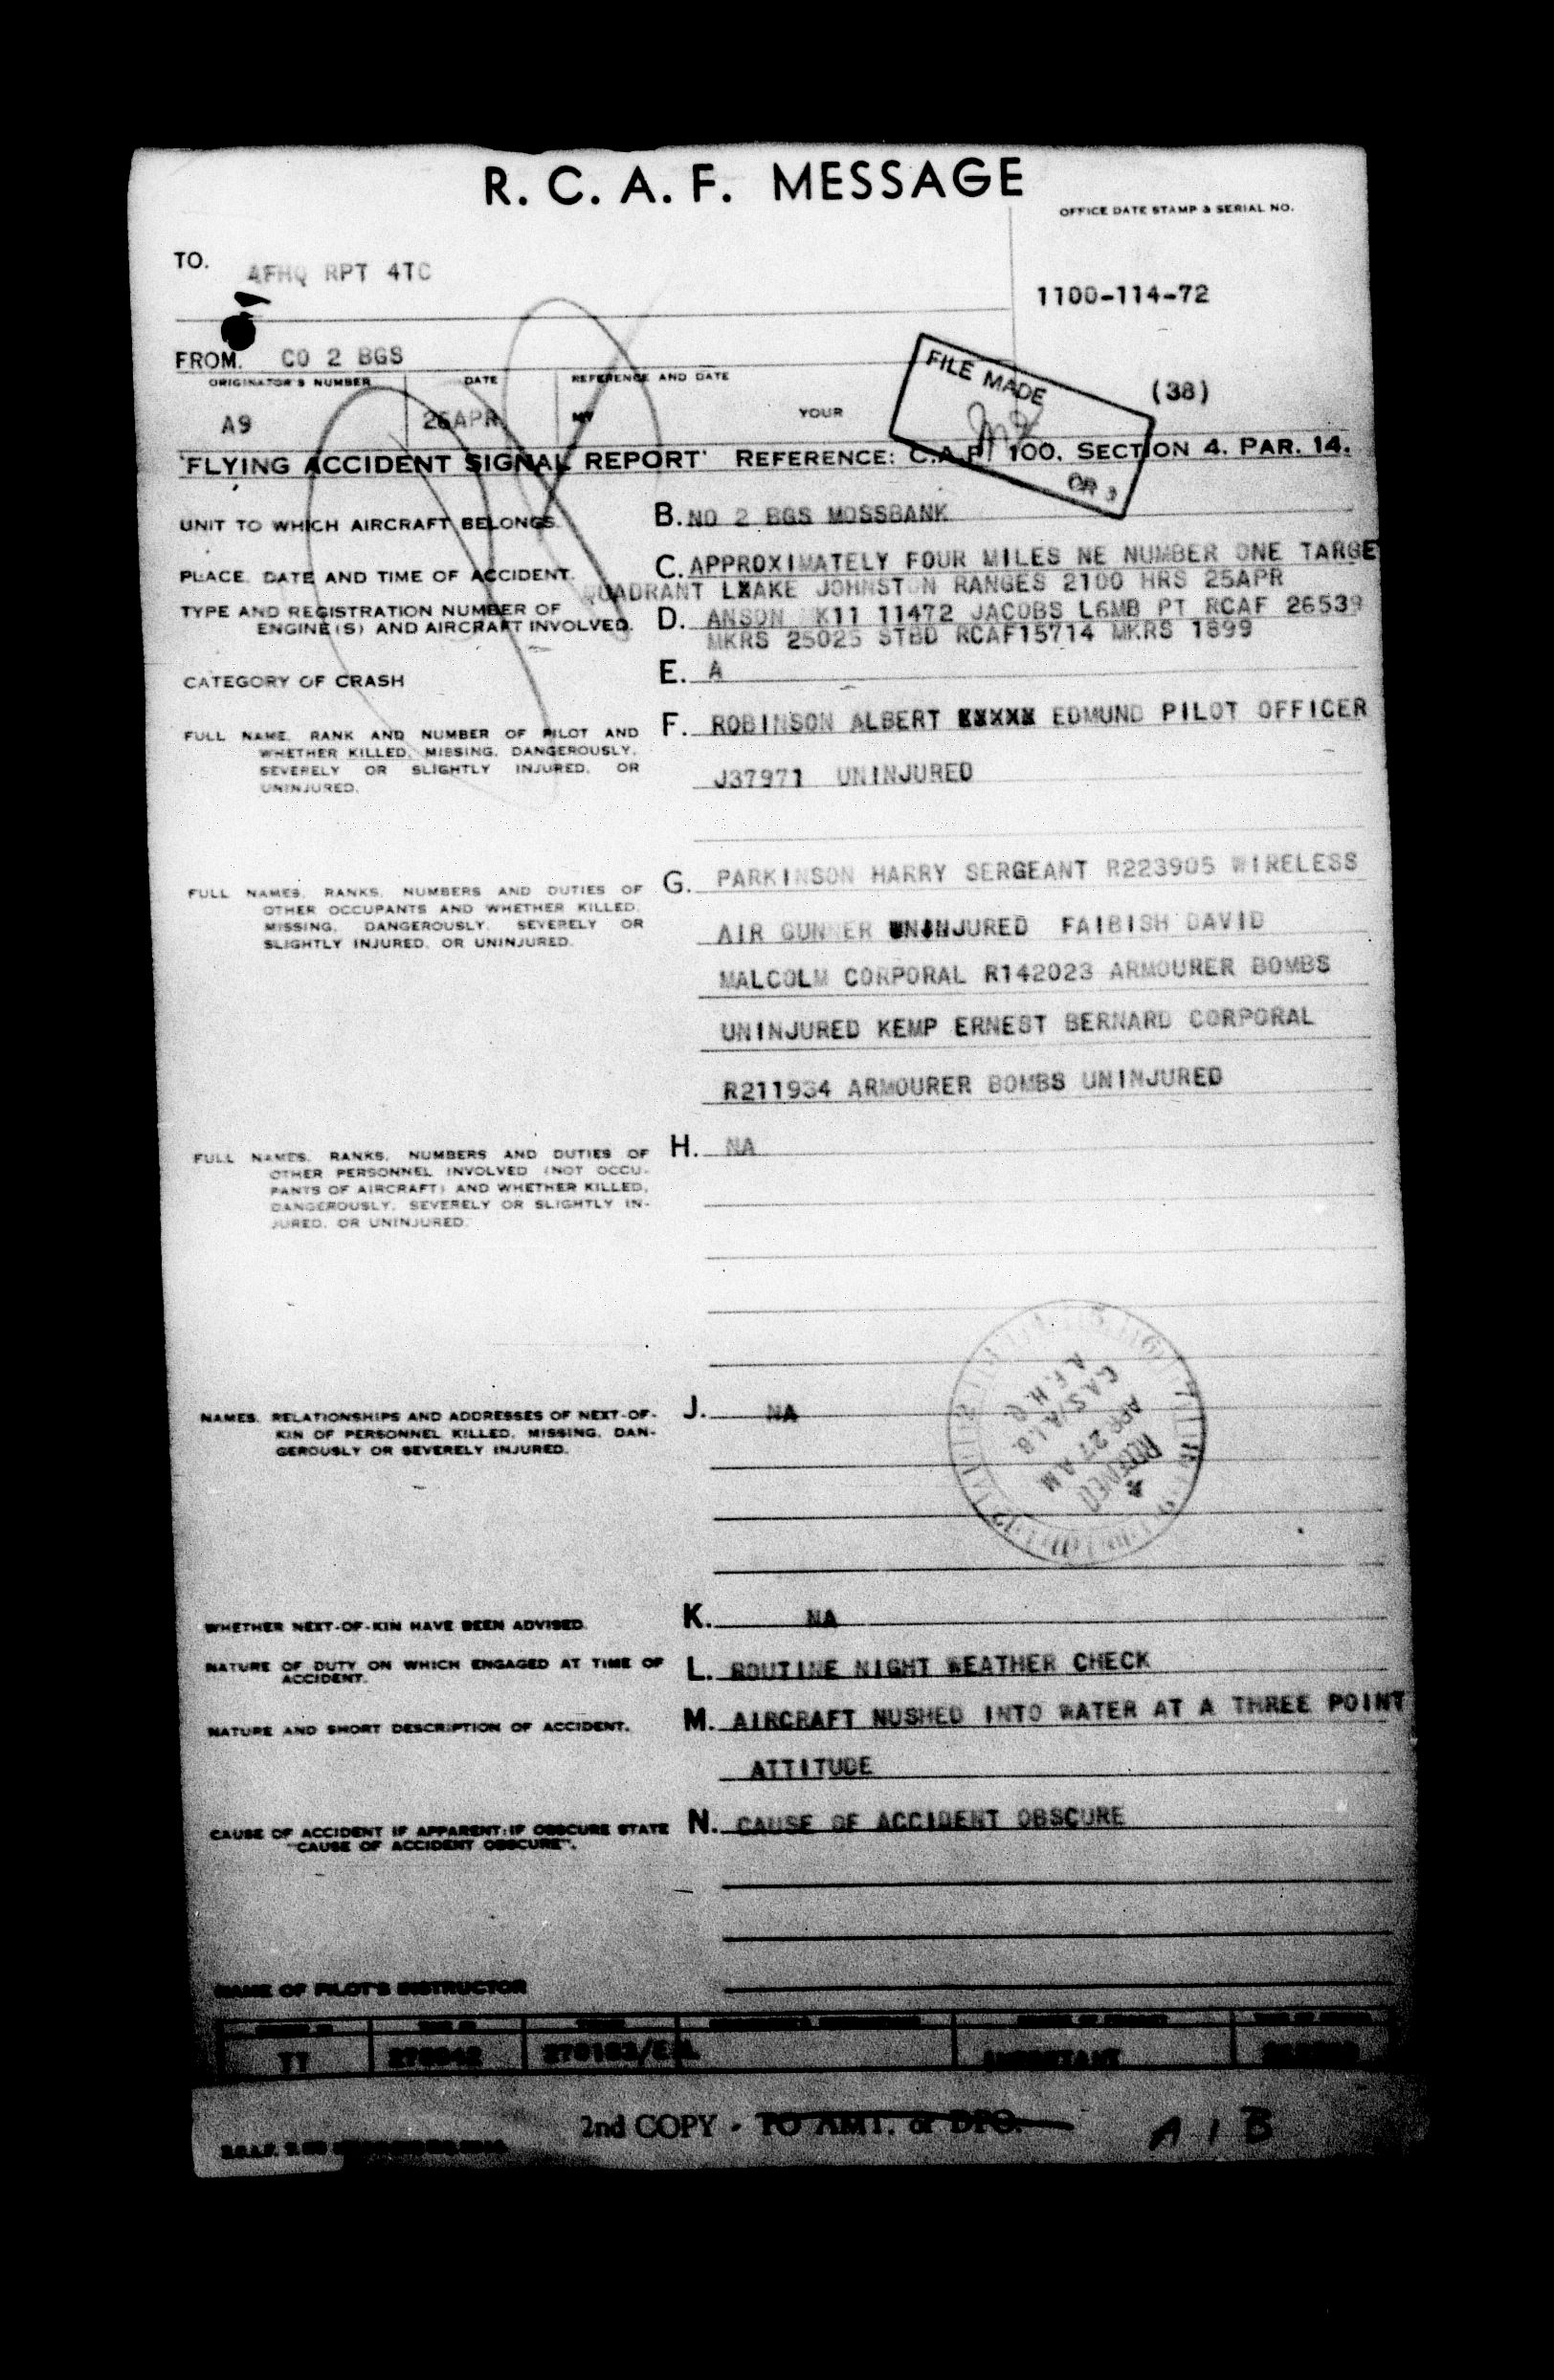 R. C. A. F. MESSAGE
OFFICE DATE STAMP & SERIAL NO.
TO. AFHQ RPT 4TC
1100-114-72
FROM. CO 2 BGS
ORIGINATOR'S NUMBER DATE REFERENCE AND DATE
FILE MADE
(38)
A9 26APR MY YOUR
"FLYING ACCIDENT SIGNAL REPORT" REFERENCE: C.A.P. 100. SECTION 4. PAR. 14.
OR 3
UNIT TO WHICH AIRCRAFT BELONGS. B. NO 2 BGS MOSSBANK
PLACE, DATE AND TIME OF ACCIDENT. C. APPROXIMATELY FOUR MILES NE NUMBER ONE TARGE
QUADRANT LXAKE JOHNSTON RANGES 2100 HRS 25APR
TYPE AND REGISTRATION NUMBER OF
ENGINE(S) AND AIRCRAFT INVOLVED. D. ANSON MK11 11472 JACOBS L6MB PT RCAF 26539
MKRS 25025 STBD RCAF15714 MKRS 1899
CATEGORY OF CRASH E. A
FULL NAME, RANK AND NUMBER OF PILOT AND F. ROBINSON ALBERT XXXXX EDMUND PILOT OFFICER
WHETHER KILLED, MISSING, DANGEROUSLY,
SEVERELY OR SLIGHTLY INJURED, OR J37971 UNINJURED
UNINJURED.
FULL NAMES, RANKS, NUMBERS AND DUTIES OF G. PARKINSON HARRY SERGEANT R223905 WIRELESS
OTHER OCCUPANTS AND WHETHER KILLED,
MISSING, DANGEROUSLY, SEVERELY OR AIR GUNNER UNINJURED FAIBISH DAVID
SLIGHTLY INJURED, OR UNINJURED.
MALCOLM CORPORAL R142023 ARMOURER BOMBS
UNINJURED KEMP ERNEST BERNARD CORPORAL
R211934 ARMOURER BOMBS UNINJURED
FULL NAMES, RANKS, NUMBERS AND DUTIES OF H. NA
OTHER PERSONNEL INVOLVED (NOT OCCU-
PANTS OF AIRCRAFT) AND WHETHER KILLED,
DANGEROUSLY, SEVERELY OR SLIGHTLY IN-
JURED, OR UNINJURED.
NAMES, RELATIONSHIPS AND ADDRESSES OF NEXT-OF- J. NA
KIN OF PERSONNEL KILLED, MISSING, DAN-
GEROUSLY OR SEVERELY INJURED.
RECEIVED
APR 27 AM
A.F.H.Q.
WHETHER NEXT-OF-KIN HAVE BEEN ADVISED. K. NA
NATURE OF DUTY ON WHICH ENGAGED AT TIME OF
ACCIDENT. L. ROUTINE NIGHT WEATHER CHECK
NATURE AND SHORT DESCRIPTION OF ACCIDENT. M. AIRCRAFT NUSHED INTO WATER AT A THREE POINT
ATTITUDE
CAUSE OF ACCIDENT IF APPARENT: IF OBSCURE STATE N. CAUSE OF ACCIDENT OBSCURE
"CAUSE OF ACCIDENT OBSCURE".
NAME OF PILOT'S INSTRUCTOR
TT IMPORTANT
2nd COPY - TO AMT. & DFO. A I B